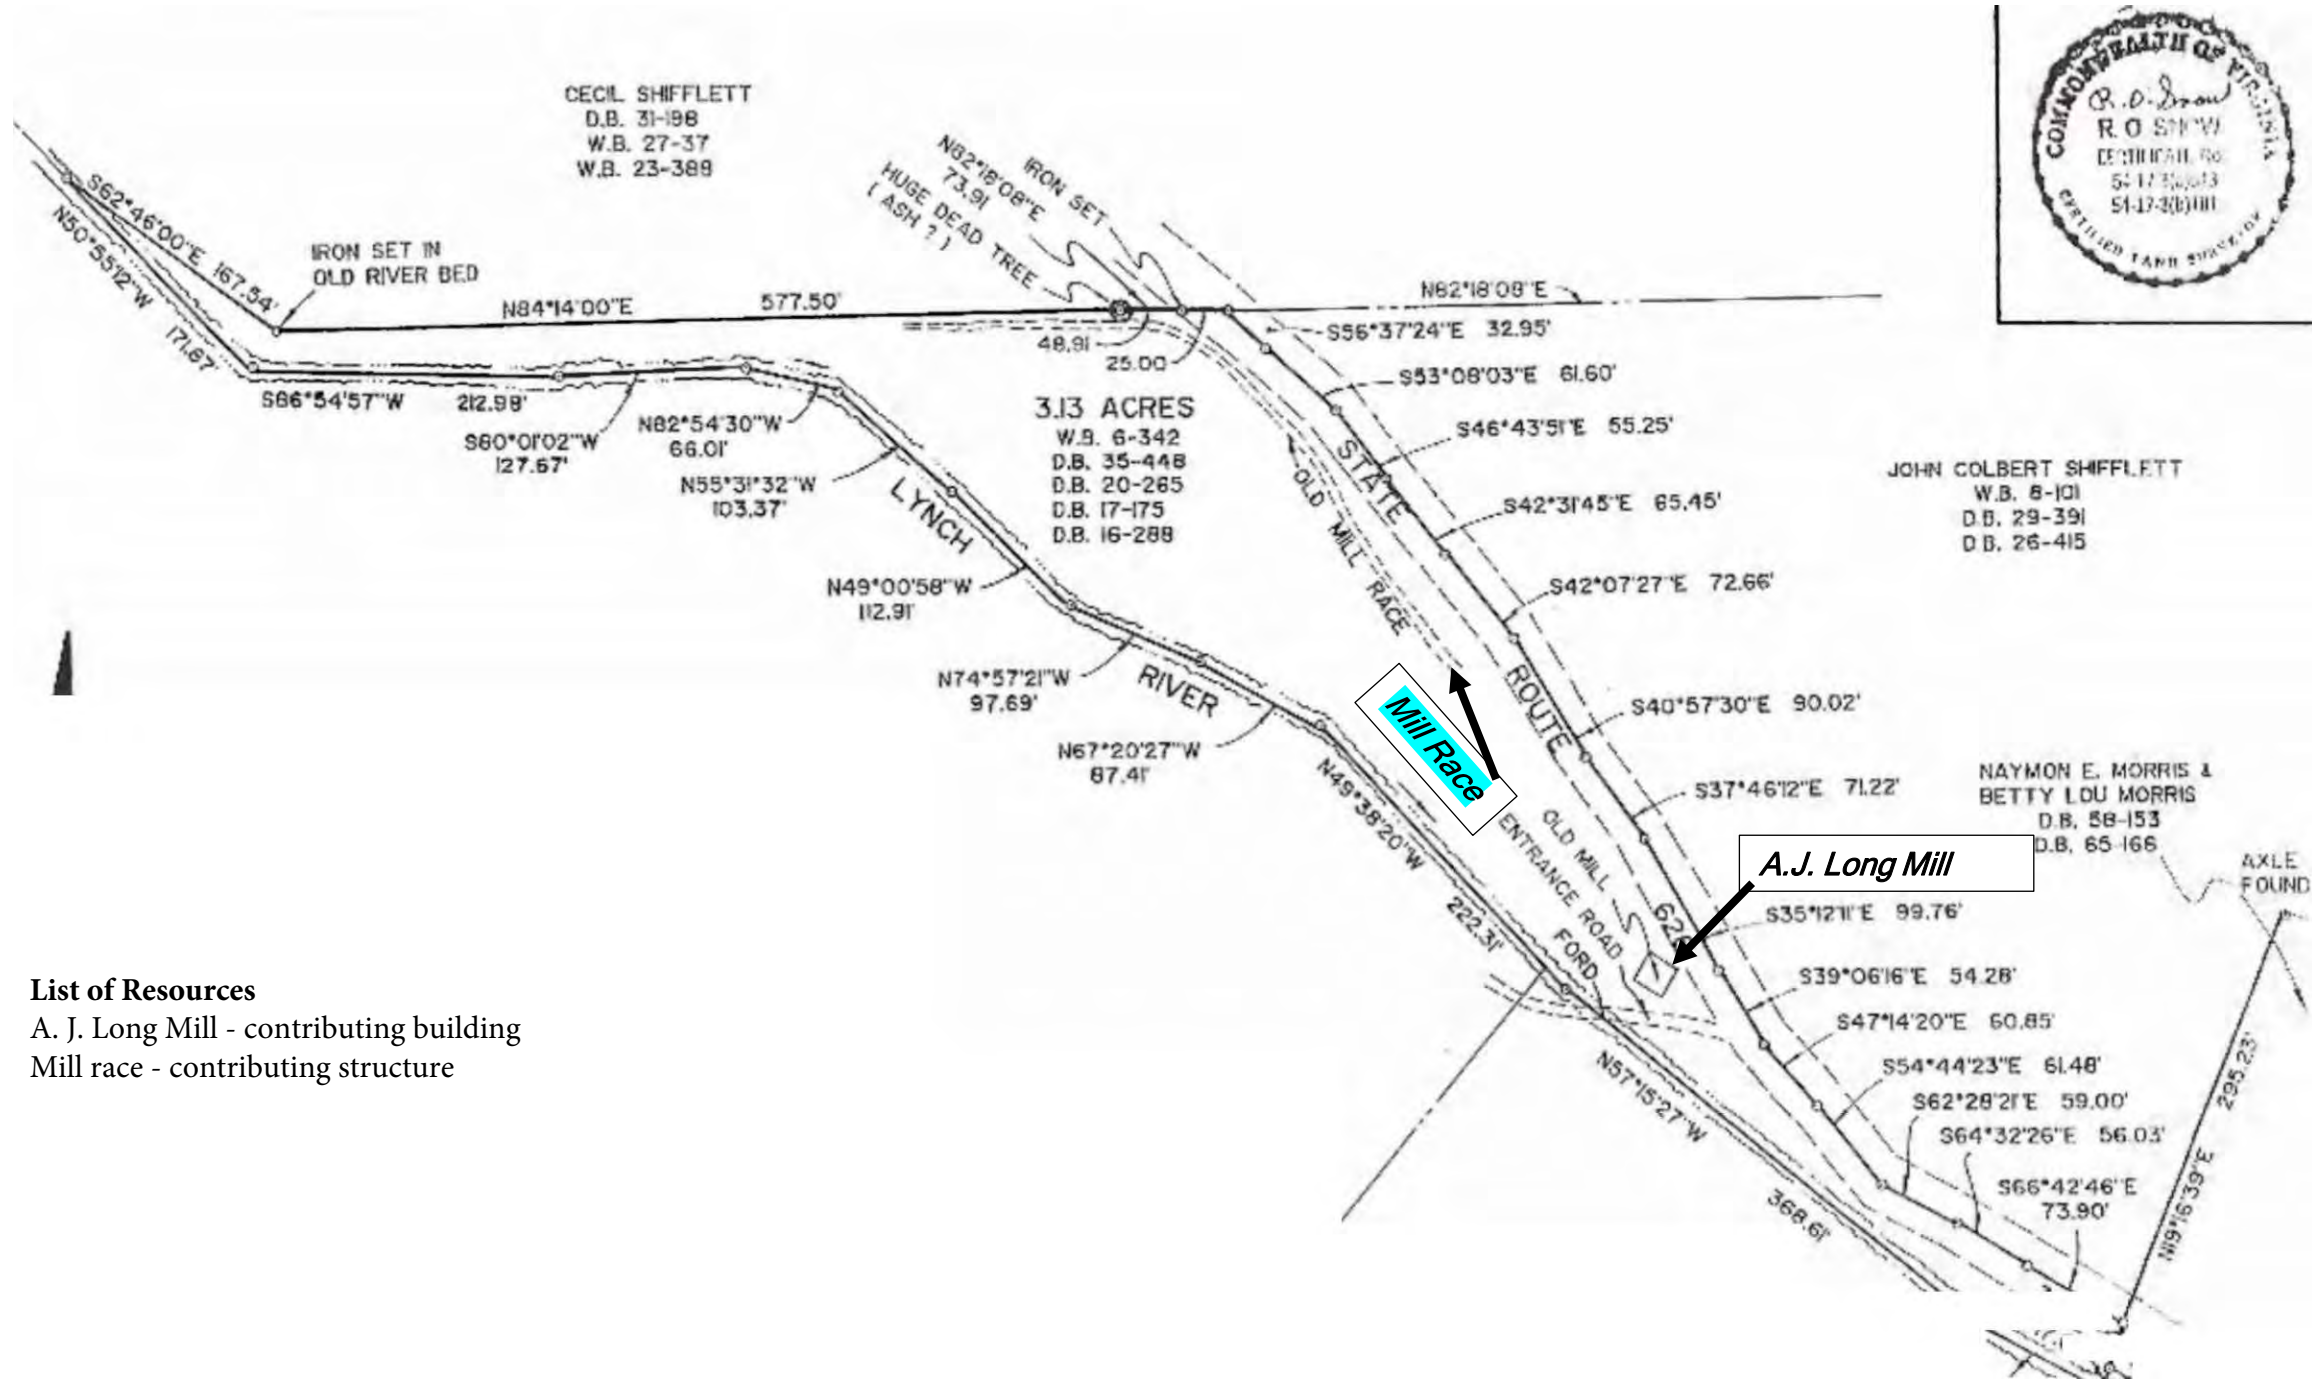 CECIL SHIFFLETT
D.B. 31-198
W.B. 27-37
W.B. 23-389
COMMONWEALTH OF VIRGINIA
R. O. SNOW
CERTIFIED LAND SURVEYOR
S62°46'00"E 167.54'
N50°55'12"W 171.67'
IRON SET IN
OLD RIVER BED
N84°14'00"E 577.50'
N82°18'08"E
73.91
IRON SET
HUGE DEAD TREE
( ASH ? )
48.91
25.00
N82°18'08"E
S56°37'24"E 32.95'
S53°08'03"E 61.60'
S46°43'51"E 55.25'
S42°31'45"E 65.45'
S42°07'27"E 72.66'
S40°57'30"E 90.02'
S37°46'12"E 71.22'
S35°12'11"E 99.76'
S39°06'16"E 54.28'
S47°14'20"E 60.85'
S54°44'23"E 61.48'
S62°28'21"E 59.00'
S64°32'26"E 56.03'
S66°42'46"E
73.90'
3.13 ACRES
W.B. 6-342
D.B. 35-448
D.B. 20-265
D.B. 17-175
D.B. 16-288
JOHN COLBERT SHIFFLETT
W.B. 8-101
D.B. 29-391
D.B. 26-415
NAYMON E. MORRIS &
BETTY LOU MORRIS
D.B. 58-153
D.B. 65-166
AXLE
FOUND
N19°16'39"E 295.23'
S86°54'57"W 212.98'
S80°01'02"W
127.67'
N82°54'30"W
66.01'
N55°31'32"W
103.37'
N49°00'58"W
112.91'
N74°57'21"W
97.69'
N67°20'27"W
87.41'
N49°38'20"W 222.31'
N57°15'27"W 368.61'
LYNCH RIVER
STATE ROUTE
OLD MILL RACE
Mill Race
OLD MILL
ENTRANCE ROAD
FORD
A.J. Long Mill
List of Resources
A. J. Long Mill - contributing building
Mill race - contributing structure